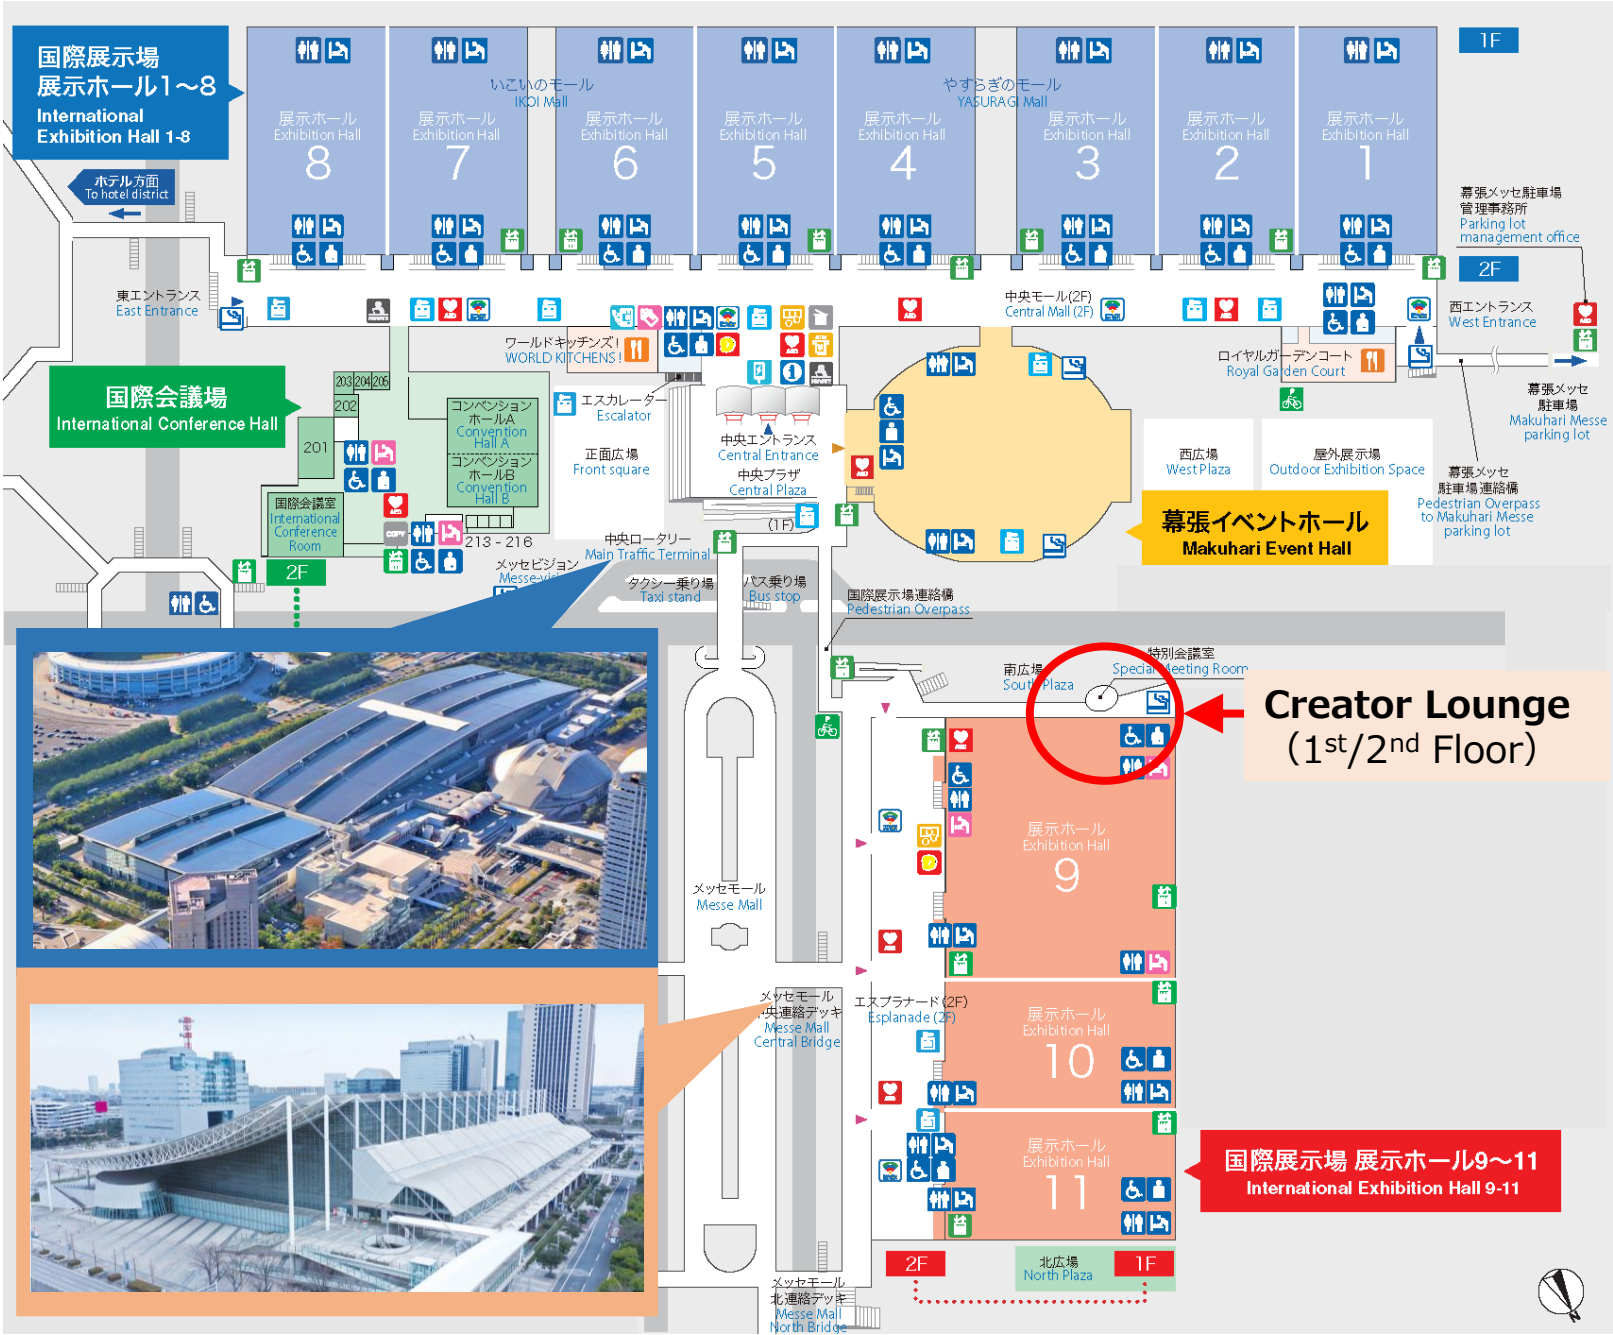 国際展示場
展示ホール1～8
International
Exhibition Hall 1-8
ホテル方面
To hotel district
1F
いこいのモール
IKOI Mall
やすらぎのモール
YASURAGI Mall
展示ホール
Exhibition Hall
8
展示ホール
Exhibition Hall
7
展示ホール
Exhibition Hall
6
展示ホール
Exhibition Hall
5
展示ホール
Exhibition Hall
4
展示ホール
Exhibition Hall
3
展示ホール
Exhibition Hall
2
展示ホール
Exhibition Hall
1
幕張メッセ駐車場
管理事務所
Parking lot
management office
2F
東エントランス
East Entrance
中央モール(2F)
Central Mall (2F)
西エントランス
West Entrance
ワールドキッチンズ!
WORLD KITCHENS!
ロイヤルガーデンコート
Royal Garden Court
幕張メッセ
駐車場
Makuhari Messe
parking lot
国際会議場
International Conference Hall
203 204 205
202
201
コンベンション
ホールA
Convention
Hall A
コンベンション
ホールB
Convention
Hall B
国際会議室
International
Conference
Room
COPY
213 - 216
2F
エスカレーター
Escalator
正面広場
Front square
中央エントランス
Central Entrance
中央プラザ
Central Plaza
(1F)
西広場
West Plaza
屋外展示場
Outdoor Exhibition Space
幕張メッセ
駐車場連絡橋
Pedestrian Overpass
to Makuhari Messe
parking lot
幕張イベントホール
Makuhari Event Hall
中央ロータリー
Main Traffic Terminal
メッセビジョン
タクシー乗り場
Taxi stand
バス乗り場
Bus stop
国際展示場連絡橋
Pedestrian Overpass
南広場
South Plaza
特別会議室
Special Meeting Room
Creator Lounge
(1st/2nd Floor)
展示ホール
Exhibition Hall
9
メッセモール
Messe Mall
メッセモール
中央連絡デッキ
Messe Mall
Central Bridge
エスプラナード(2F)
Esplanade (2F)
展示ホール
Exhibition Hall
10
展示ホール
Exhibition Hall
11
国際展示場 展示ホール9～11
International Exhibition Hall 9-11
2F
北広場
North Plaza
1F
メッセモール
北連絡デッキ
Messe Mall
North Bridge